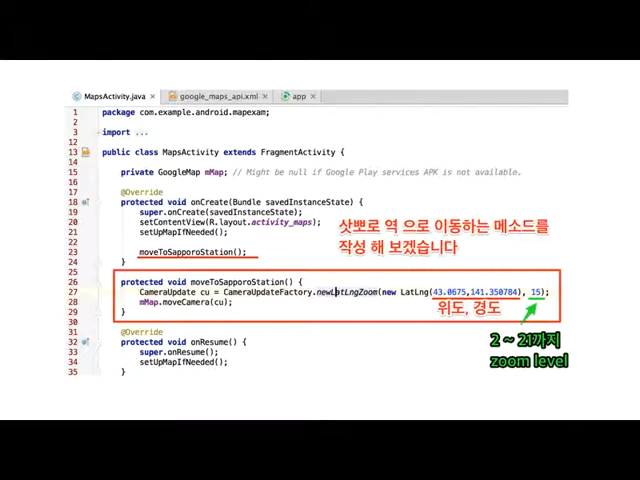 MapsActivity.java × google_maps_api.xml × app ×
1 package com.example.android.mapexam;
2
3 import ...
12
13 public class MapsActivity extends FragmentActivity {
14
15 private GoogleMap mMap; // Might be null if Google Play services APK is not available.
16
17 @Override
18 protected void onCreate(Bundle savedInstanceState) {
19 super.onCreate(savedInstanceState);
20 setContentView(R.layout.activity_maps);
21 setUpMapIfNeeded();
22
23 moveToSapporoStation();
24 }
삿뽀로 역 으로 이동하는 메소드를
작성 해 보겠습니다
25
26 protected void moveToSapporoStation() {
27 CameraUpdate cu = CameraUpdateFactory.newLatLngZoom(new LatLng(43.0675,141.350784), 15);
28 mMap.moveCamera(cu);
29 }
위도, 경도
30
31 @Override
32 protected void onResume() {
33 super.onResume();
34 setUpMapIfNeeded();
35 }
2 ~ 21까지
zoom level